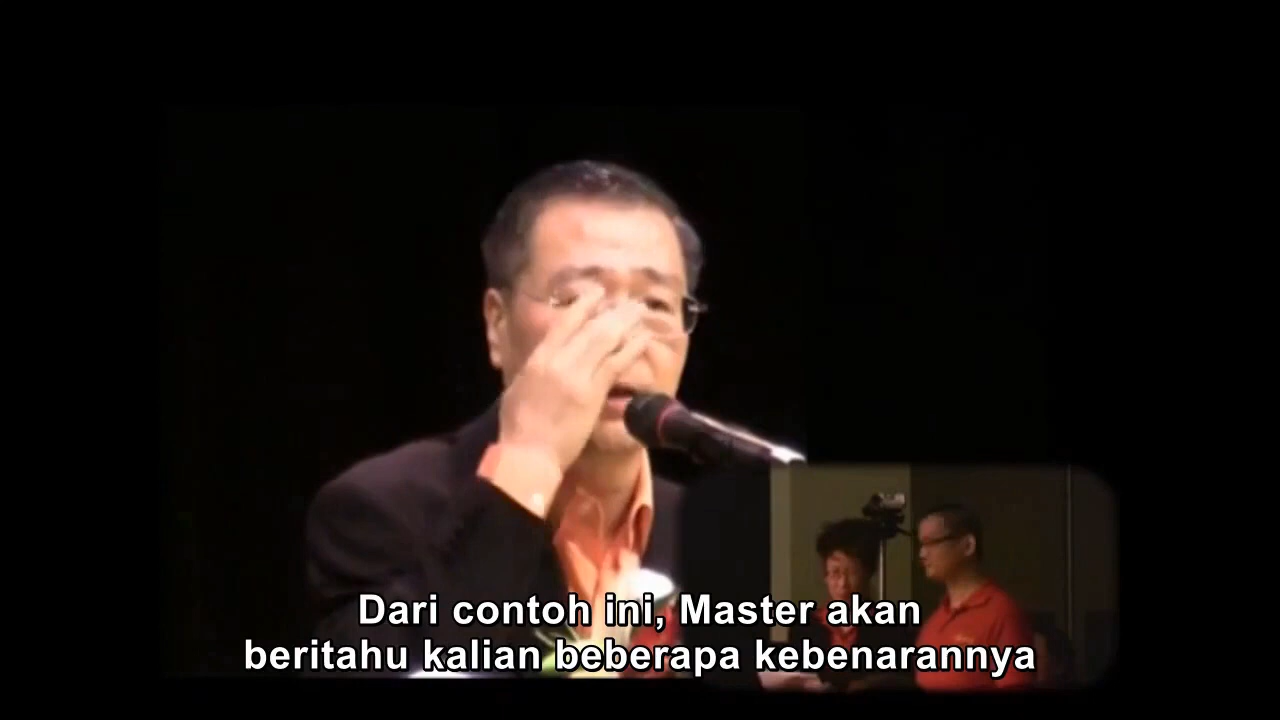 Dari contoh ini, Master akan
beritahu kalian beberapa kebenarannya